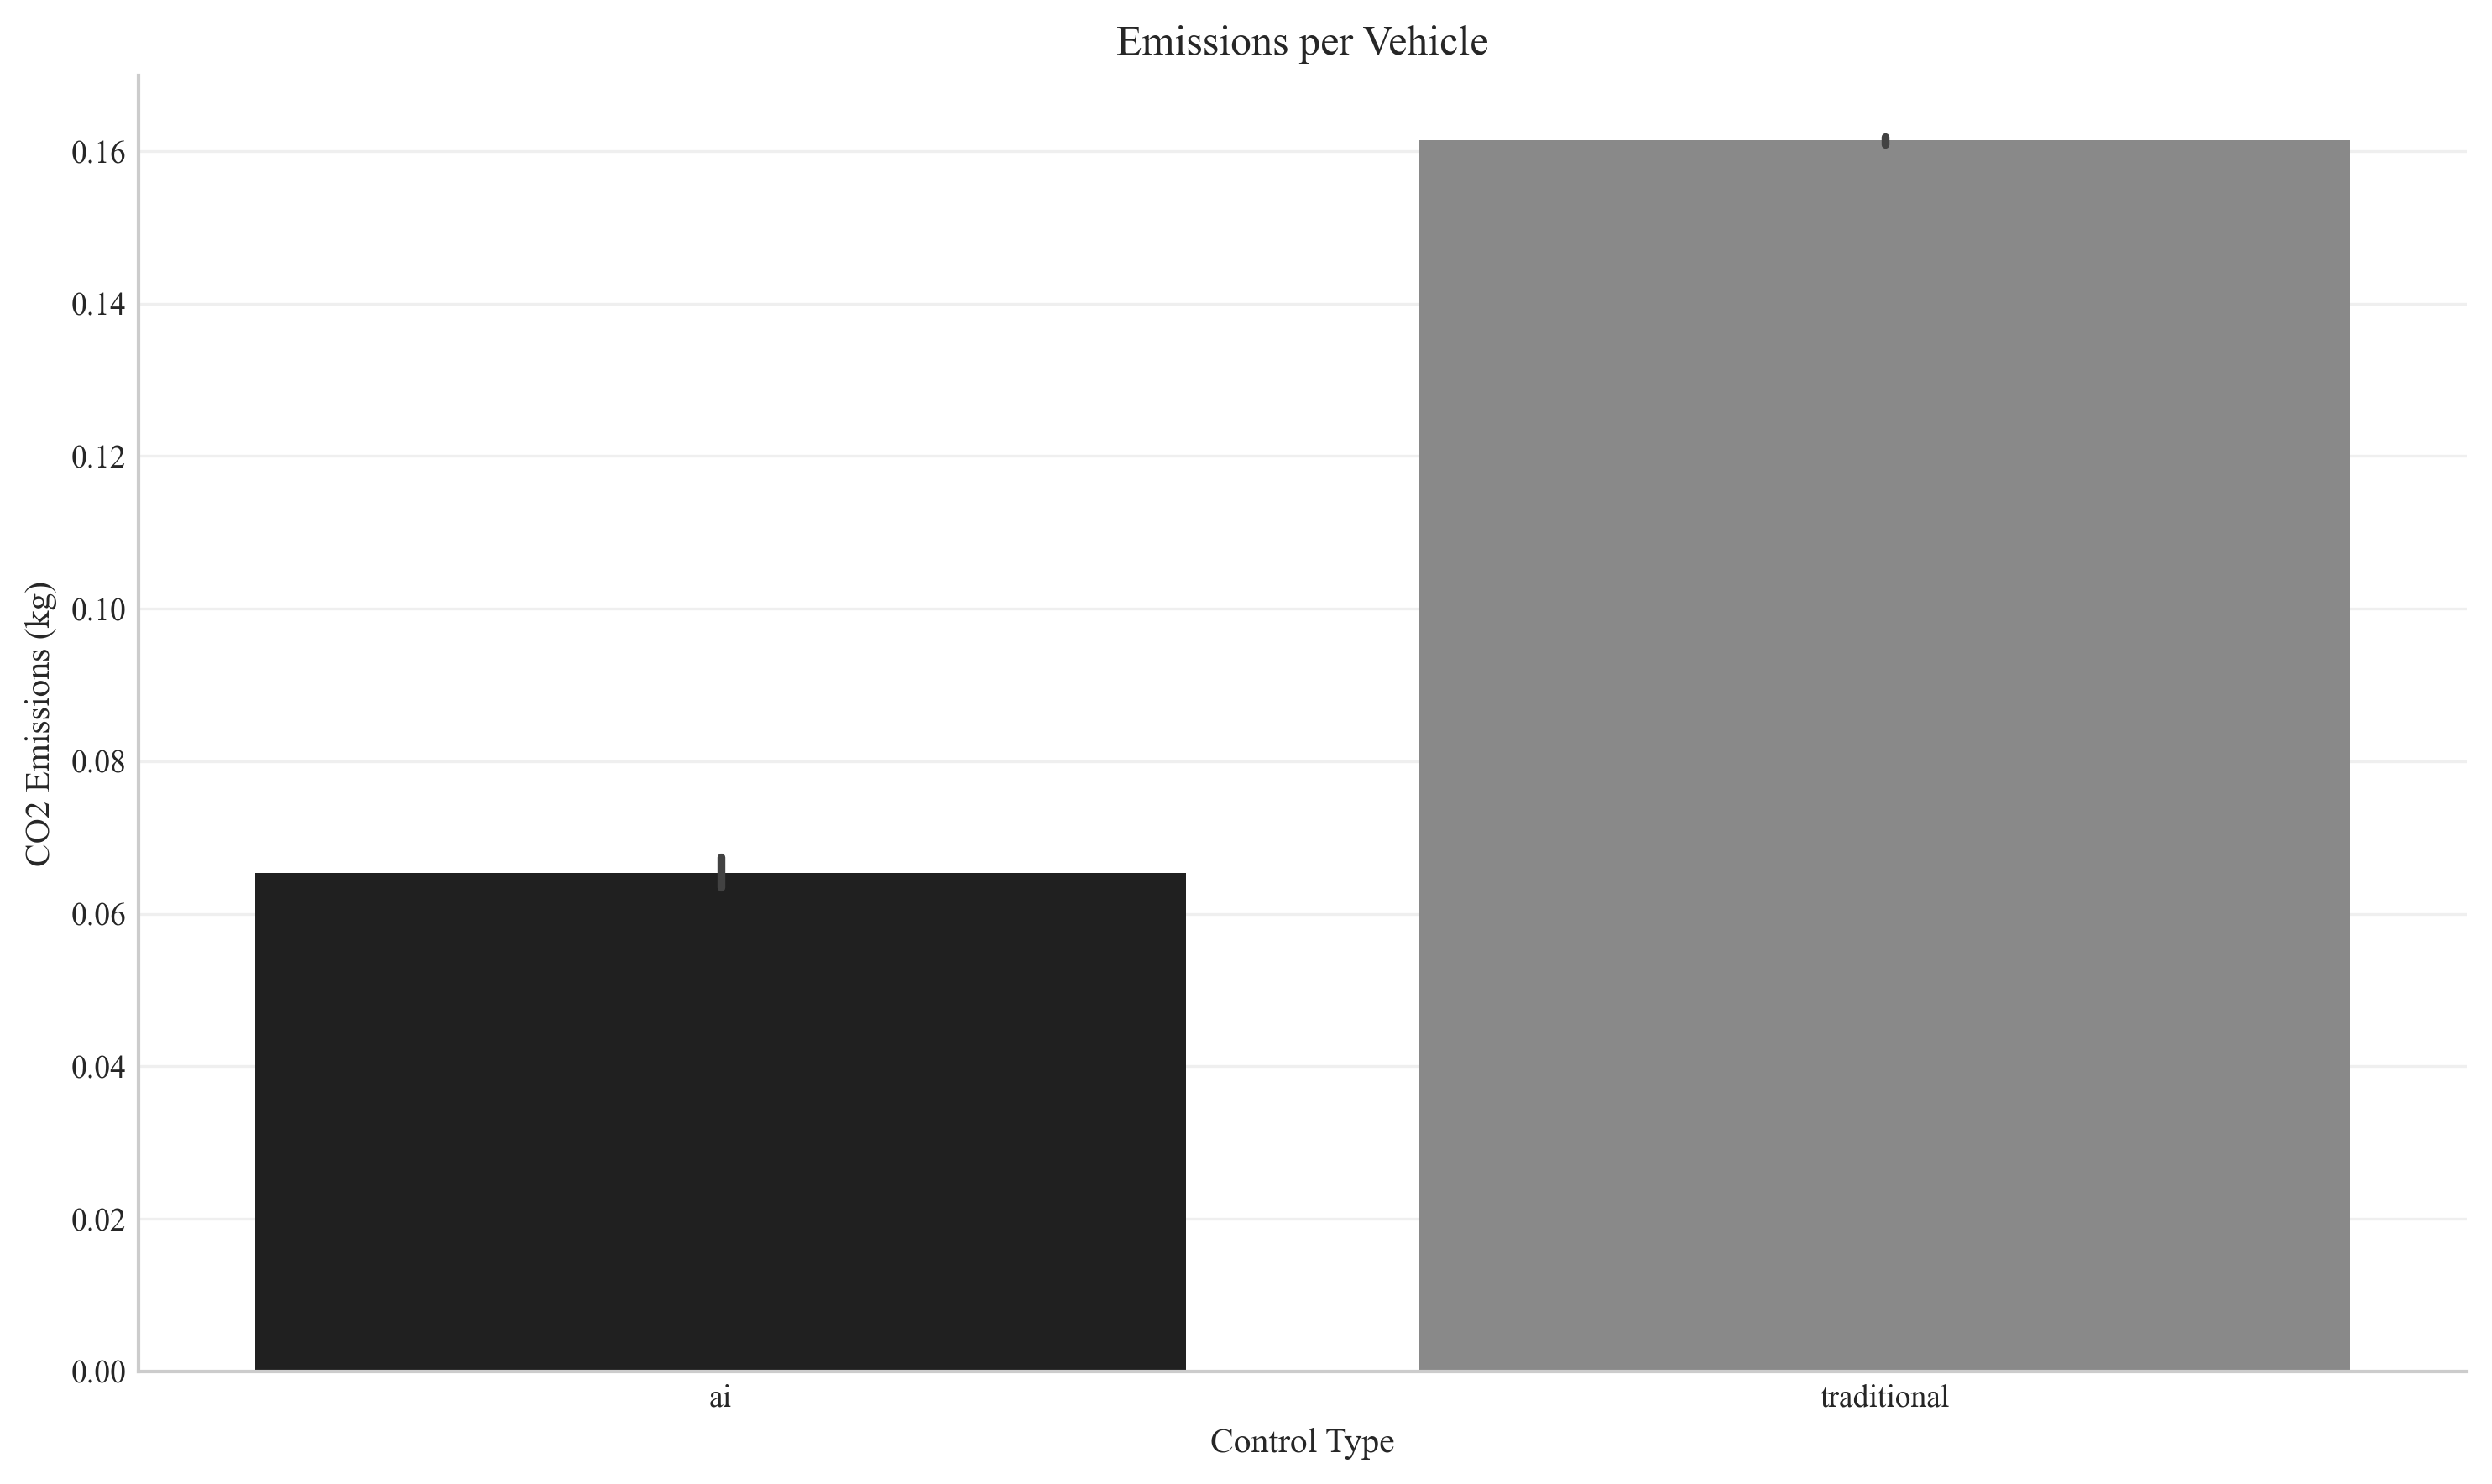 Emissions per Vehicle
CO2 Emissions (kg)
0.16
0.14
0.12
0.10
0.08
0.06
0.04
0.02
0.00
ai
traditional
Control Type